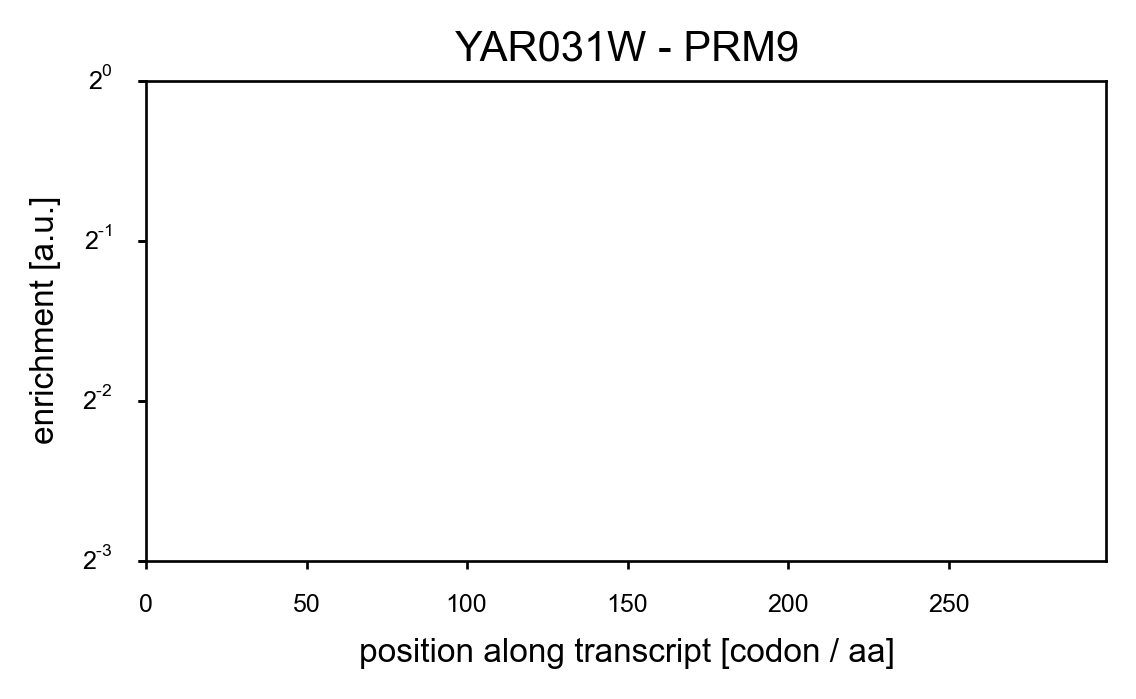 YAR031W - PRM9
2^0
2^-1
2^-2
2^-3
enrichment [a.u.]
0 50 100 150 200 250
position along transcript [codon / aa]